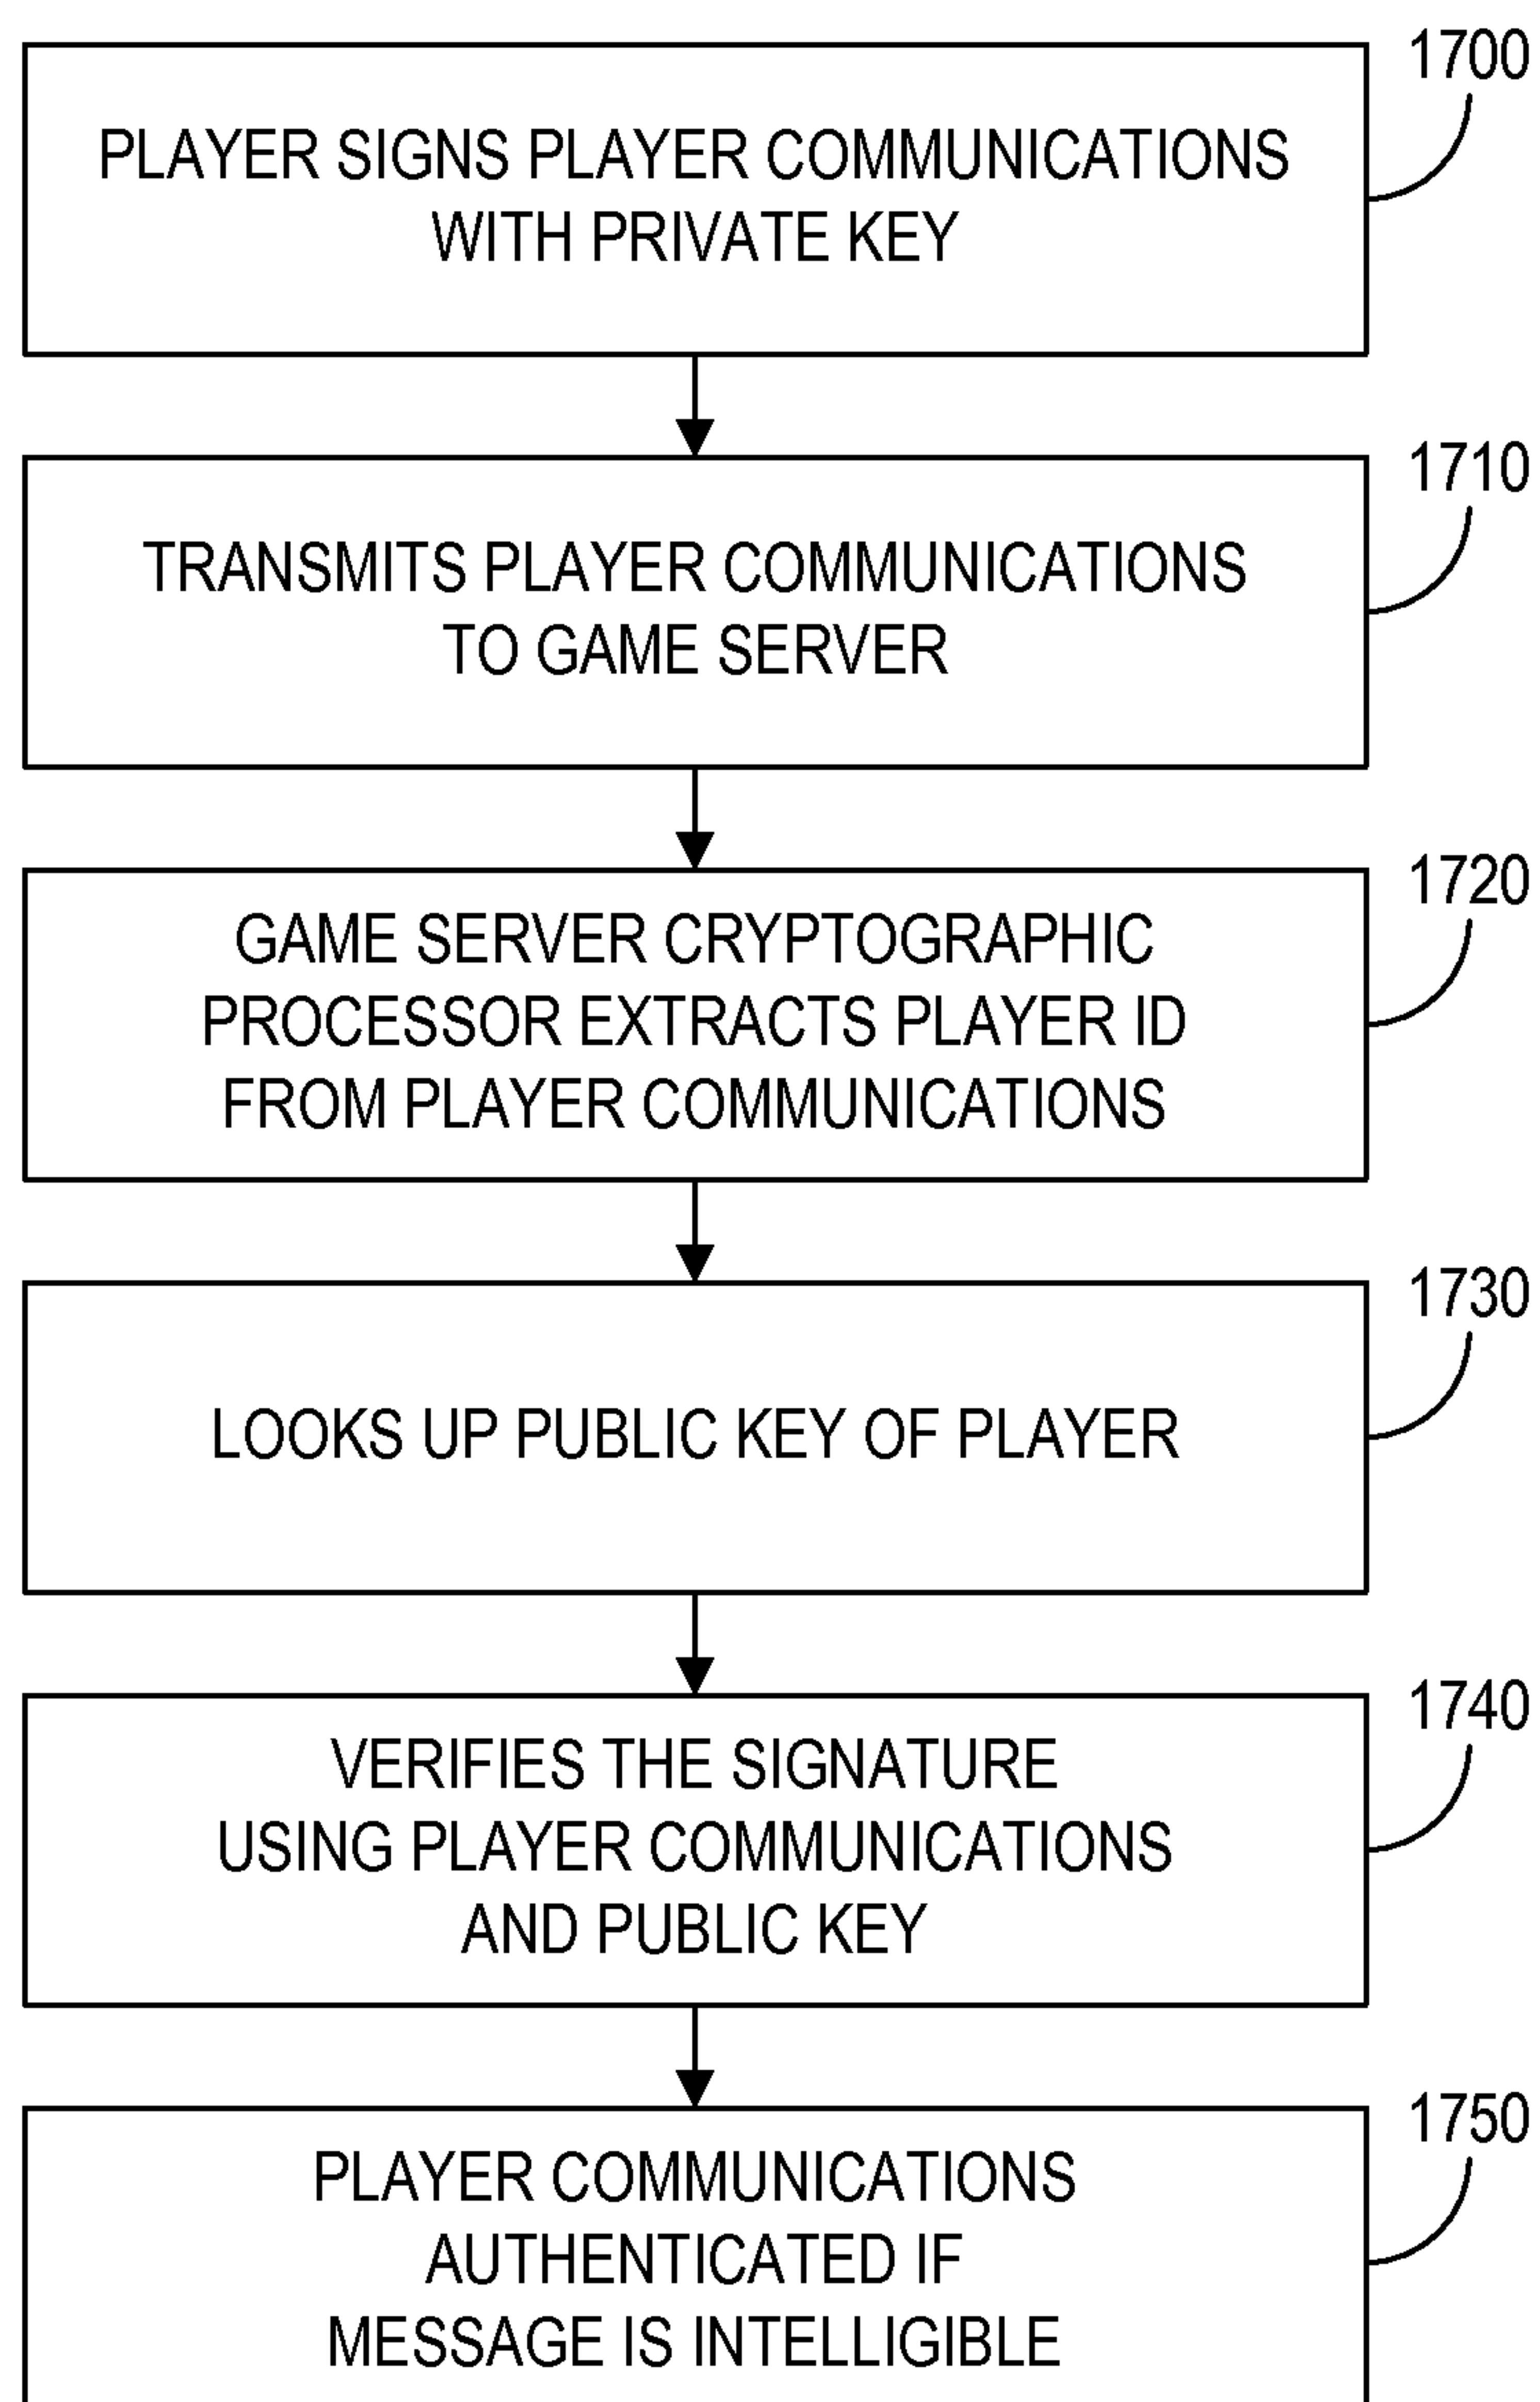 1700
PLAYER SIGNS PLAYER COMMUNICATIONS
WITH PRIVATE KEY
1710
TRANSMITS PLAYER COMMUNICATIONS
TO GAME SERVER
1720
GAME SERVER CRYPTOGRAPHIC
PROCESSOR EXTRACTS PLAYER ID
FROM PLAYER COMMUNICATIONS
1730
LOOKS UP PUBLIC KEY OF PLAYER
1740
VERIFIES THE SIGNATURE
USING PLAYER COMMUNICATIONS
AND PUBLIC KEY
1750
PLAYER COMMUNICATIONS
AUTHENTICATED IF
MESSAGE IS INTELLIGIBLE